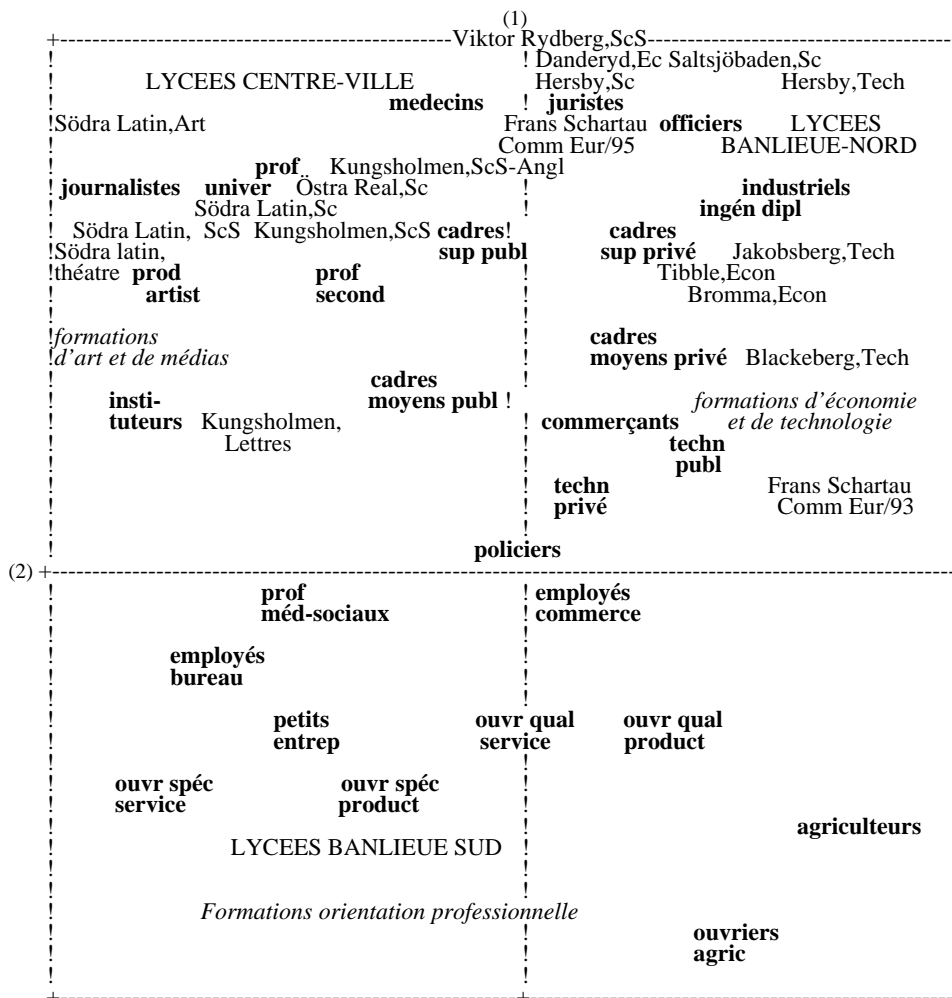 (1)
+----------------------------------------Viktor Rydberg,ScS------------------------------
! Danderyd,Ec Saltsjöbaden,Sc
LYCEES CENTRE-VILLE Hersby,Sc Hersby,Tech
medecins ! juristes
Södra Latin,Art Frans Schartau officiers LYCEES
Comm Eur/95 BANLIEUE-NORD
prof Kungsholmen,ScS-Angl
journalistes univer Östra Real,Sc industriels
Södra Latin,Sc ingén dipl
Södra Latin, ScS Kungsholmen,ScS cadres! cadres
Södra latin, sup publ sup privé Jakobsberg,Tech
théatre prod prof Tibble,Econ
artist second Bromma,Econ
formations cadres
d'art et de médias moyens privé Blackeberg,Tech
cadres
insti- moyens publ ! formations d'économie
tuteurs Kungsholmen, commerçants et de technologie
Lettres techn
publ
techn Frans Schartau
privé Comm Eur/93
policiers
(2) +------------------------------------------------------------------------------------------
prof ! employés
méd-sociaux commerce
employés
bureau
petits ouvr qual ouvr qual
entrep service product
ouvr spéc ouvr spéc
service product
agriculteurs
LYCEES BANLIEUE SUD
Formations orientation professionnelle
ouvriers
agric
+-----------------------------------------------+------------------------------------------